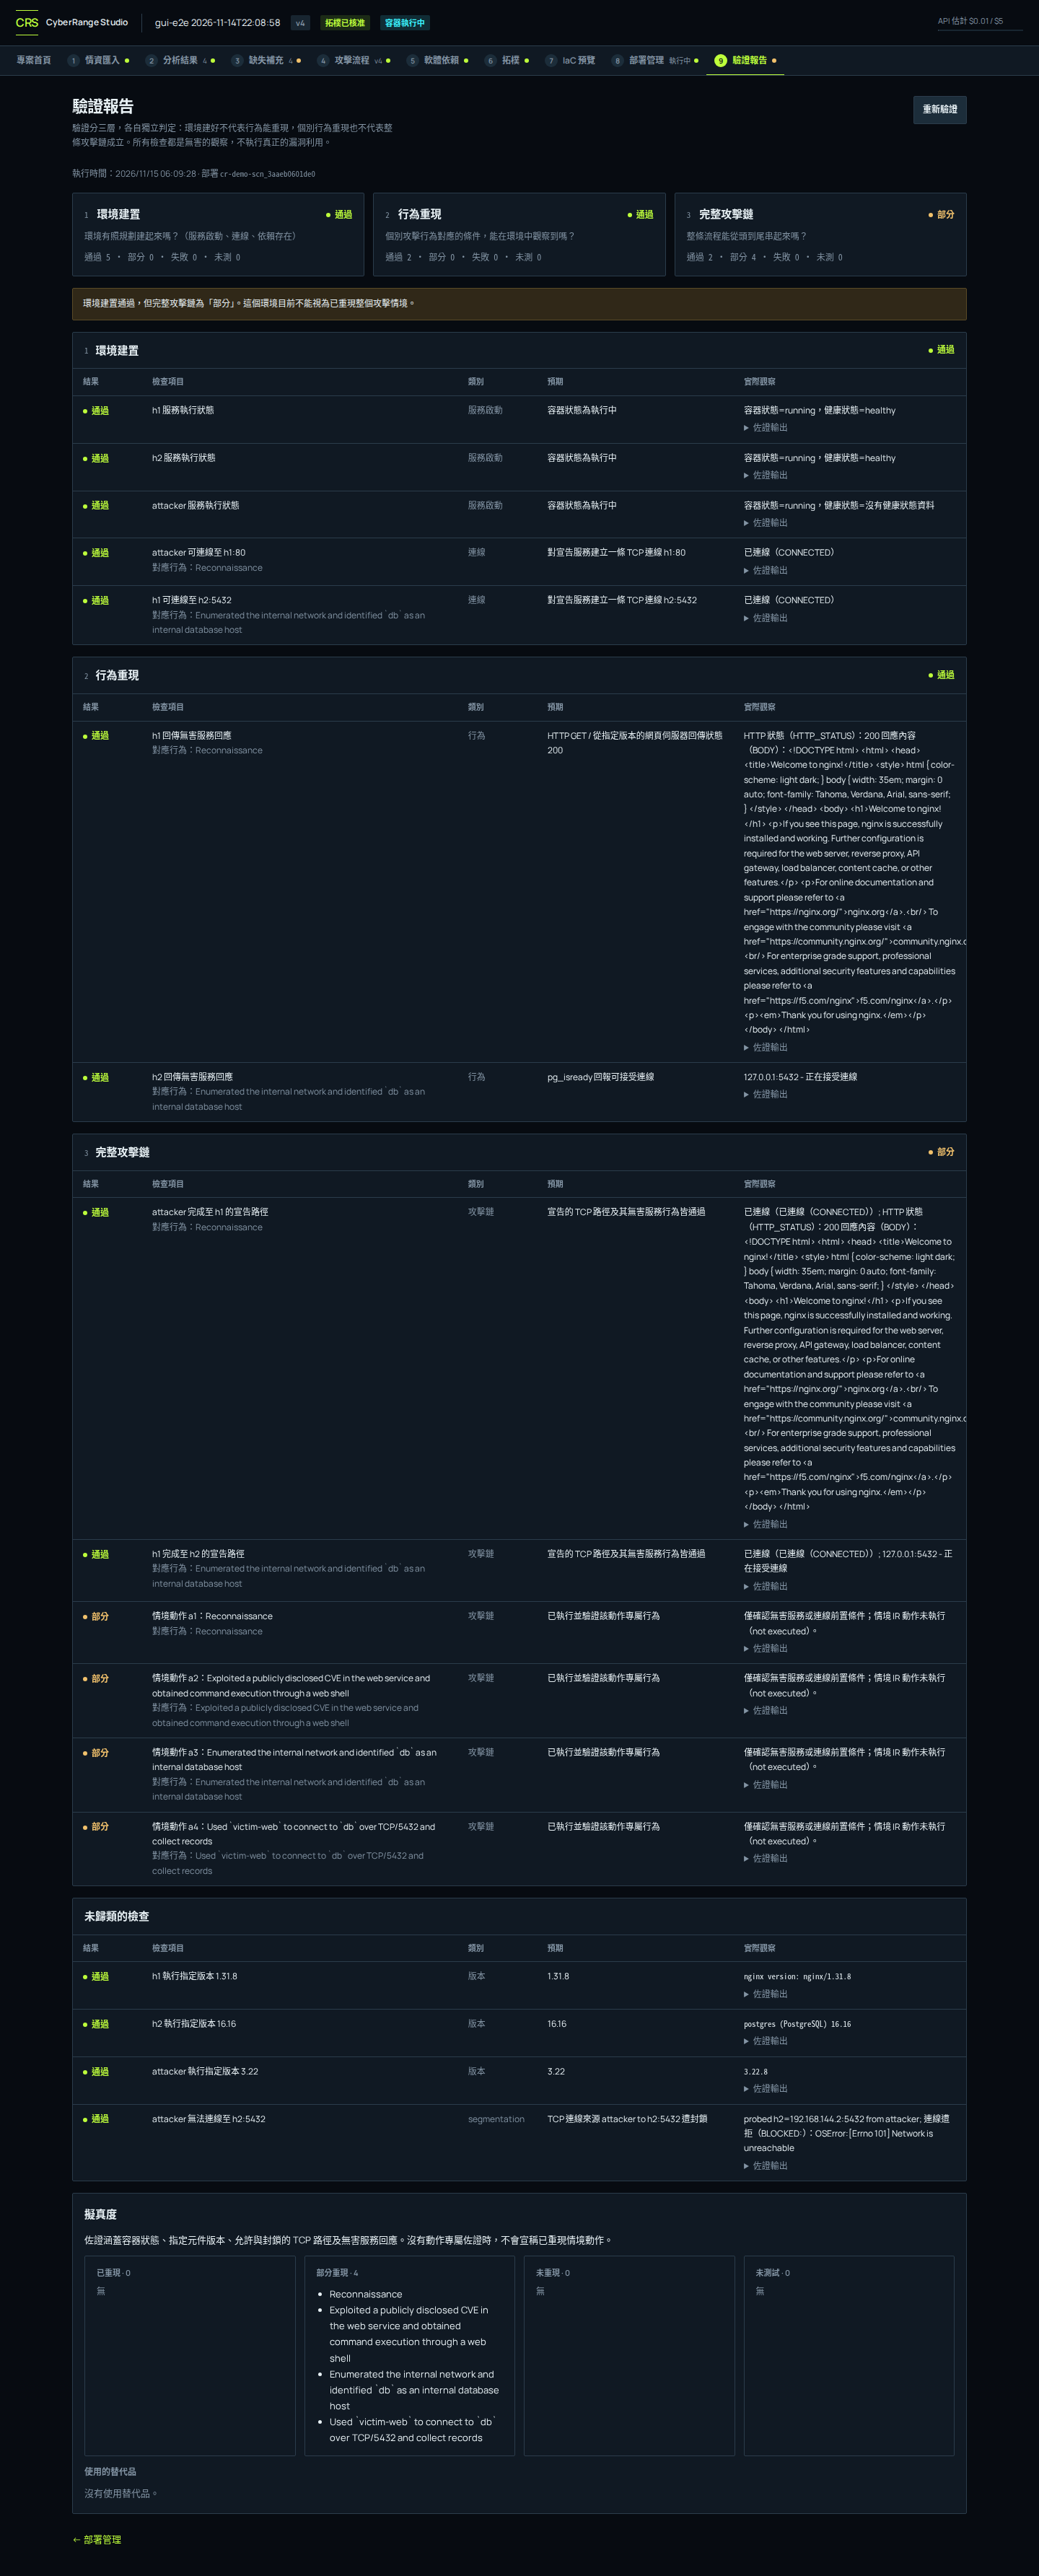 CRS CyberRange Studio gui-e2e 2026-11-14T22:08:58 v4 拓樸已核准 容器執行中 API 估計 $0.01 / $5
專案首頁 1 情資匯入 2 分析結果 4 3 缺失補充 4 4 攻擊流程 v4 5 軟體依賴 6 拓樸 7 IaC 預覽 8 部署管理 執行中 9 驗證報告
驗證報告 重新驗證
驗證分三層，各自獨立判定：環境建好不代表行為能重現，個別行為重現也不代表整
條攻擊鏈成立。所有檢查都是無害的觀察，不執行真正的漏洞利用。
執行時間：2026/11/15 06:09:28 · 部署 cr-demo-scn_3aaeb0601de0
1 環境建置 通過
環境有照規劃建起來嗎？（服務啟動、連線、依賴存在）
通過 5 • 部分 0 • 失敗 0 • 未測 0
2 行為重現 通過
個別攻擊行為對應的條件，能在環境中觀察到嗎？
通過 2 • 部分 0 • 失敗 0 • 未測 0
3 完整攻擊鏈 部分
整條流程能從頭到尾串起來嗎？
通過 2 • 部分 4 • 失敗 0 • 未測 0
環境建置通過，但完整攻擊鏈為「部分」。這個環境目前不能視為已重現整個攻擊情境。
1 環境建置 通過
結果 檢查項目 類別 預期 實際觀察
通過 h1 服務執行狀態 服務啟動 容器狀態為執行中 容器狀態=running，健康狀態=healthy
▶ 佐證輸出
通過 h2 服務執行狀態 服務啟動 容器狀態為執行中 容器狀態=running，健康狀態=healthy
▶ 佐證輸出
通過 attacker 服務執行狀態 服務啟動 容器狀態為執行中 容器狀態=running，健康狀態=沒有健康狀態資料
▶ 佐證輸出
通過 attacker 可連線至 h1:80 連線 對宣告服務建立一條 TCP 連線 h1:80 已連線（CONNECTED）
對應行為：Reconnaissance ▶ 佐證輸出
通過 h1 可連線至 h2:5432 連線 對宣告服務建立一條 TCP 連線 h2:5432 已連線（CONNECTED）
對應行為：Enumerated the internal network and identified `db` as an ▶ 佐證輸出
internal database host
2 行為重現 通過
結果 檢查項目 類別 預期 實際觀察
通過 h1 回傳無害服務回應 行為 HTTP GET / 從指定版本的網頁伺服器回傳狀態 HTTP 狀態（HTTP_STATUS）：200 回應內容
對應行為：Reconnaissance 200 （BODY）：<!DOCTYPE html> <html> <head>
<title>Welcome to nginx!</title> <style> html { color-
scheme: light dark; } body { width: 35em; margin: 0
auto; font-family: Tahoma, Verdana, Arial, sans-serif;
} </style> </head> <body> <h1>Welcome to nginx!
</h1> <p>If you see this page, nginx is successfully
installed and working. Further configuration is
required for the web server, reverse proxy, API
gateway, load balancer, content cache, or other
features.</p> <p>For online documentation and
support please refer to <a
href="https://nginx.org/">nginx.org</a>.<br/> To
engage with the community please visit <a
href="https://community.nginx.org/">community.nginx.o
<br/> For enterprise grade support, professional
services, additional security features and capabilities
please refer to <a
href="https://f5.com/nginx">f5.com/nginx</a>.</p>
<p><em>Thank you for using nginx.</em></p>
</body> </html>
▶ 佐證輸出
通過 h2 回傳無害服務回應 行為 pg_isready 回報可接受連線 127.0.0.1:5432 - 正在接受連線
對應行為：Enumerated the internal network and identified `db` as an ▶ 佐證輸出
internal database host
3 完整攻擊鏈 部分
結果 檢查項目 類別 預期 實際觀察
通過 attacker 完成至 h1 的宣告路徑 攻擊鏈 宣告的 TCP 路徑及其無害服務行為皆通過 已連線（已連線（CONNECTED））; HTTP 狀態
對應行為：Reconnaissance （HTTP_STATUS）：200 回應內容（BODY）：
<!DOCTYPE html> <html> <head> <title>Welcome to
nginx!</title> <style> html { color-scheme: light dark;
} body { width: 35em; margin: 0 auto; font-family:
Tahoma, Verdana, Arial, sans-serif; } </style> </head>
<body> <h1>Welcome to nginx!</h1> <p>If you see
this page, nginx is successfully installed and working.
Further configuration is required for the web server,
reverse proxy, API gateway, load balancer, content
cache, or other features.</p> <p>For online
documentation and support please refer to <a
href="https://nginx.org/">nginx.org</a>.<br/> To
engage with the community please visit <a
href="https://community.nginx.org/">community.nginx.o
<br/> For enterprise grade support, professional
services, additional security features and capabilities
please refer to <a
href="https://f5.com/nginx">f5.com/nginx</a>.</p>
<p><em>Thank you for using nginx.</em></p>
</body> </html>
▶ 佐證輸出
通過 h1 完成至 h2 的宣告路徑 攻擊鏈 宣告的 TCP 路徑及其無害服務行為皆通過 已連線（已連線（CONNECTED））; 127.0.0.1:5432 - 正
對應行為：Enumerated the internal network and identified `db` as an 在接受連線
internal database host ▶ 佐證輸出
部分 情境動作 a1：Reconnaissance 攻擊鏈 已執行並驗證該動作專屬行為 僅確認無害服務或連線前置條件；情境 IR 動作未執行
對應行為：Reconnaissance （not executed）。
▶ 佐證輸出
部分 情境動作 a2：Exploited a publicly disclosed CVE in the web service and 攻擊鏈 已執行並驗證該動作專屬行為 僅確認無害服務或連線前置條件；情境 IR 動作未執行
obtained command execution through a web shell （not executed）。
對應行為：Exploited a publicly disclosed CVE in the web service and ▶ 佐證輸出
obtained command execution through a web shell
部分 情境動作 a3：Enumerated the internal network and identified `db` as an 攻擊鏈 已執行並驗證該動作專屬行為 僅確認無害服務或連線前置條件；情境 IR 動作未執行
internal database host （not executed）。
對應行為：Enumerated the internal network and identified `db` as an ▶ 佐證輸出
internal database host
部分 情境動作 a4：Used `victim-web` to connect to `db` over TCP/5432 and 攻擊鏈 已執行並驗證該動作專屬行為 僅確認無害服務或連線前置條件；情境 IR 動作未執行
collect records （not executed）。
對應行為：Used `victim-web` to connect to `db` over TCP/5432 and ▶ 佐證輸出
collect records
未歸類的檢查
結果 檢查項目 類別 預期 實際觀察
通過 h1 執行指定版本 1.31.8 版本 1.31.8 nginx version: nginx/1.31.8
▶ 佐證輸出
通過 h2 執行指定版本 16.16 版本 16.16 postgres (PostgreSQL) 16.16
▶ 佐證輸出
通過 attacker 執行指定版本 3.22 版本 3.22 3.22.8
▶ 佐證輸出
通過 attacker 無法連線至 h2:5432 segmentation TCP 連線來源 attacker to h2:5432 遭封鎖 probed h2=192.168.144.2:5432 from attacker; 連線遭
拒（BLOCKED:）：OSError:[Errno 101] Network is
unreachable
▶ 佐證輸出
擬真度
佐證涵蓋容器狀態、指定元件版本、允許與封鎖的 TCP 路徑及無害服務回應。沒有動作專屬佐證時，不會宣稱已重現情境動作。
已重現 · 0
無
部分重現 · 4
▪ Reconnaissance
▪ Exploited a publicly disclosed CVE in
the web service and obtained
command execution through a web
shell
▪ Enumerated the internal network and
identified `db` as an internal database
host
▪ Used `victim-web` to connect to `db`
over TCP/5432 and collect records
未重現 · 0
無
未測試 · 0
無
使用的替代品
沒有使用替代品。
← 部署管理